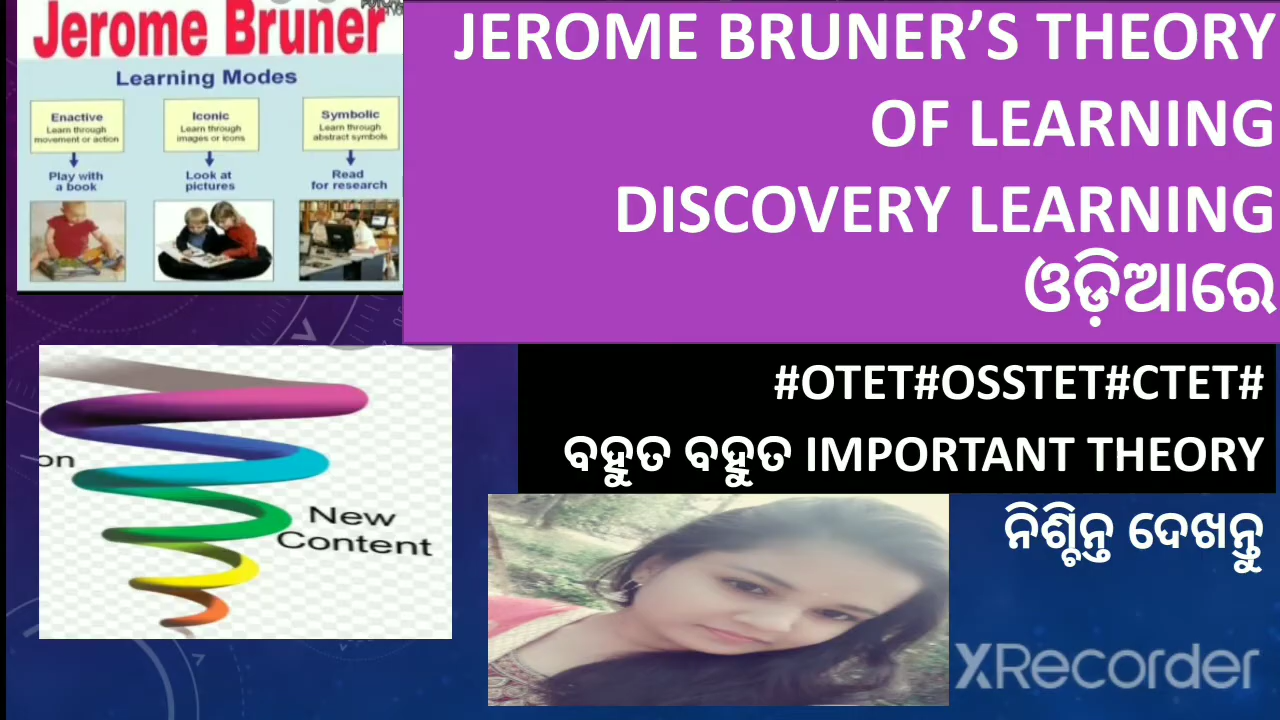 Jerome Bruner
Learning Modes
Enactive
Learn through
movement or action
Play with
a book
Iconic
Learn through
images or icons
Look at
pictures
Symbolic
Learn through
abstract symbols
Read
for research
JEROME BRUNER’S THEORY
OF LEARNING
DISCOVERY LEARNING
ଓଡ଼ିଆରେ
on
New
Content
#OTET#OSSTET#CTET#
ବହୁତ ବହୁତ IMPORTANT THEORY
ନିଶ୍ଚିନ୍ତ ଦେଖନ୍ତୁ
XRecorder